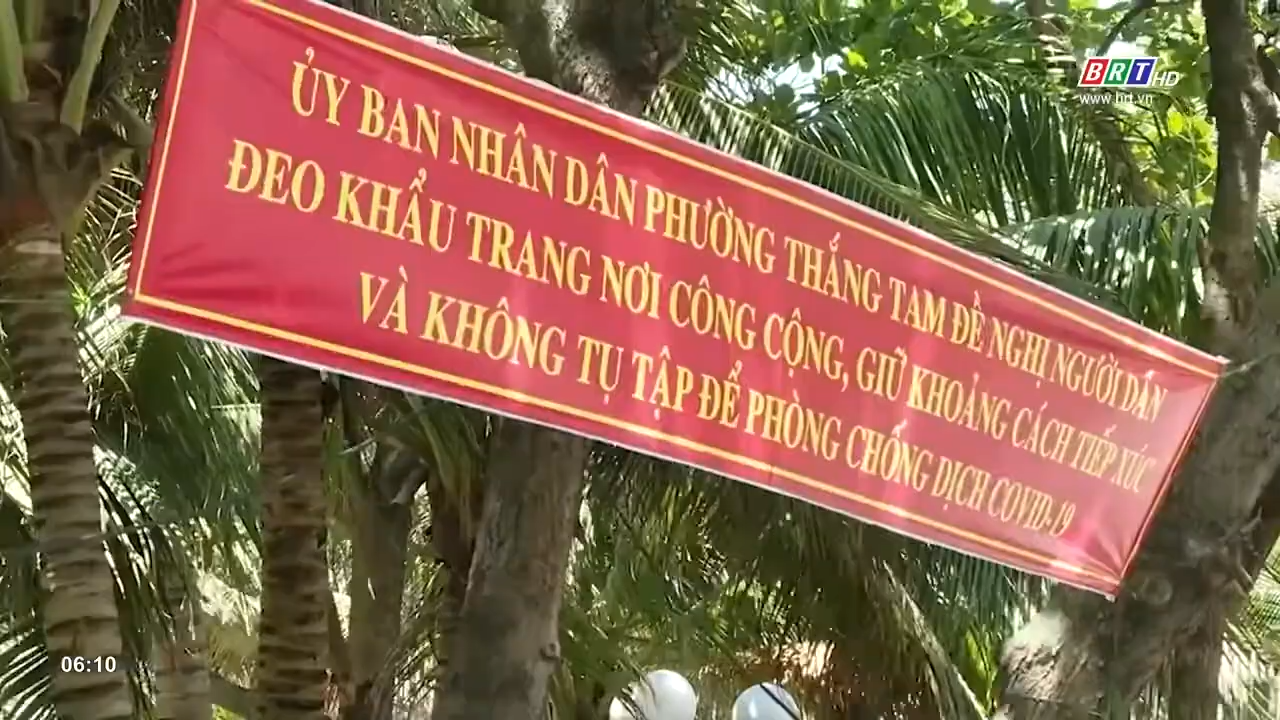 BRT HD
www.brt.vn
ỦY BAN NHÂN DÂN PHƯỜNG THẮNG TAM ĐỀ NGHỊ NGƯỜI DÂN
ĐEO KHẨU TRANG NƠI CÔNG CỘNG, GIỮ KHOẢNG CÁCH TIẾP XÚC
VÀ KHÔNG TỤ TẬP ĐỂ PHÒNG CHỐNG DỊCH COVID-19
06:10